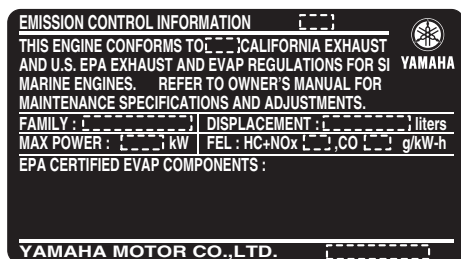 EMISSION CONTROL INFORMATION
THIS ENGINE CONFORMS TO CALIFORNIA EXHAUST
AND U.S. EPA EXHAUST AND EVAP REGULATIONS FOR SI
MARINE ENGINES. REFER TO OWNER'S MANUAL FOR
MAINTENANCE SPECIFICATIONS AND ADJUSTMENTS.
YAMAHA
FAMILY : DISPLACEMENT : liters
MAX POWER : kW FEL : HC+NOx ,CO g/kW-h
EPA CERTIFIED EVAP COMPONENTS :
YAMAHA MOTOR CO.,LTD.